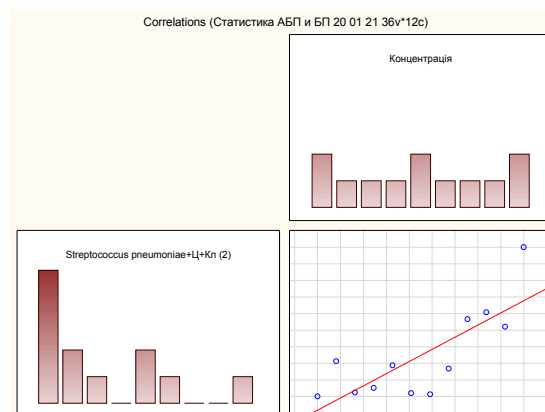 Correlations (Статистика АБП и БП 20 01 21 36v*12c)
Концентрація
Streptococcus pneumoniae+Ц+Кл (2)